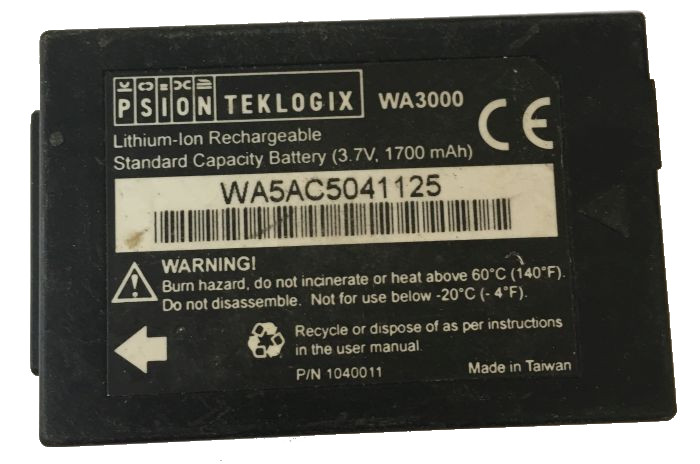 PSION TEKLOGIX WA3000
Lithium-Ion Rechargeable
Standard Capacity Battery (3.7V, 1700 mAh)
CE
WA5AC5041125
WARNING!
Burn hazard, do not incinerate or heat above 60°C (140°F).
Do not disassemble. Not for use below -20°C (- 4°F).
Recycle or dispose of as per instructions
in the user manual.
P/N 1040011
Made in Taiwan